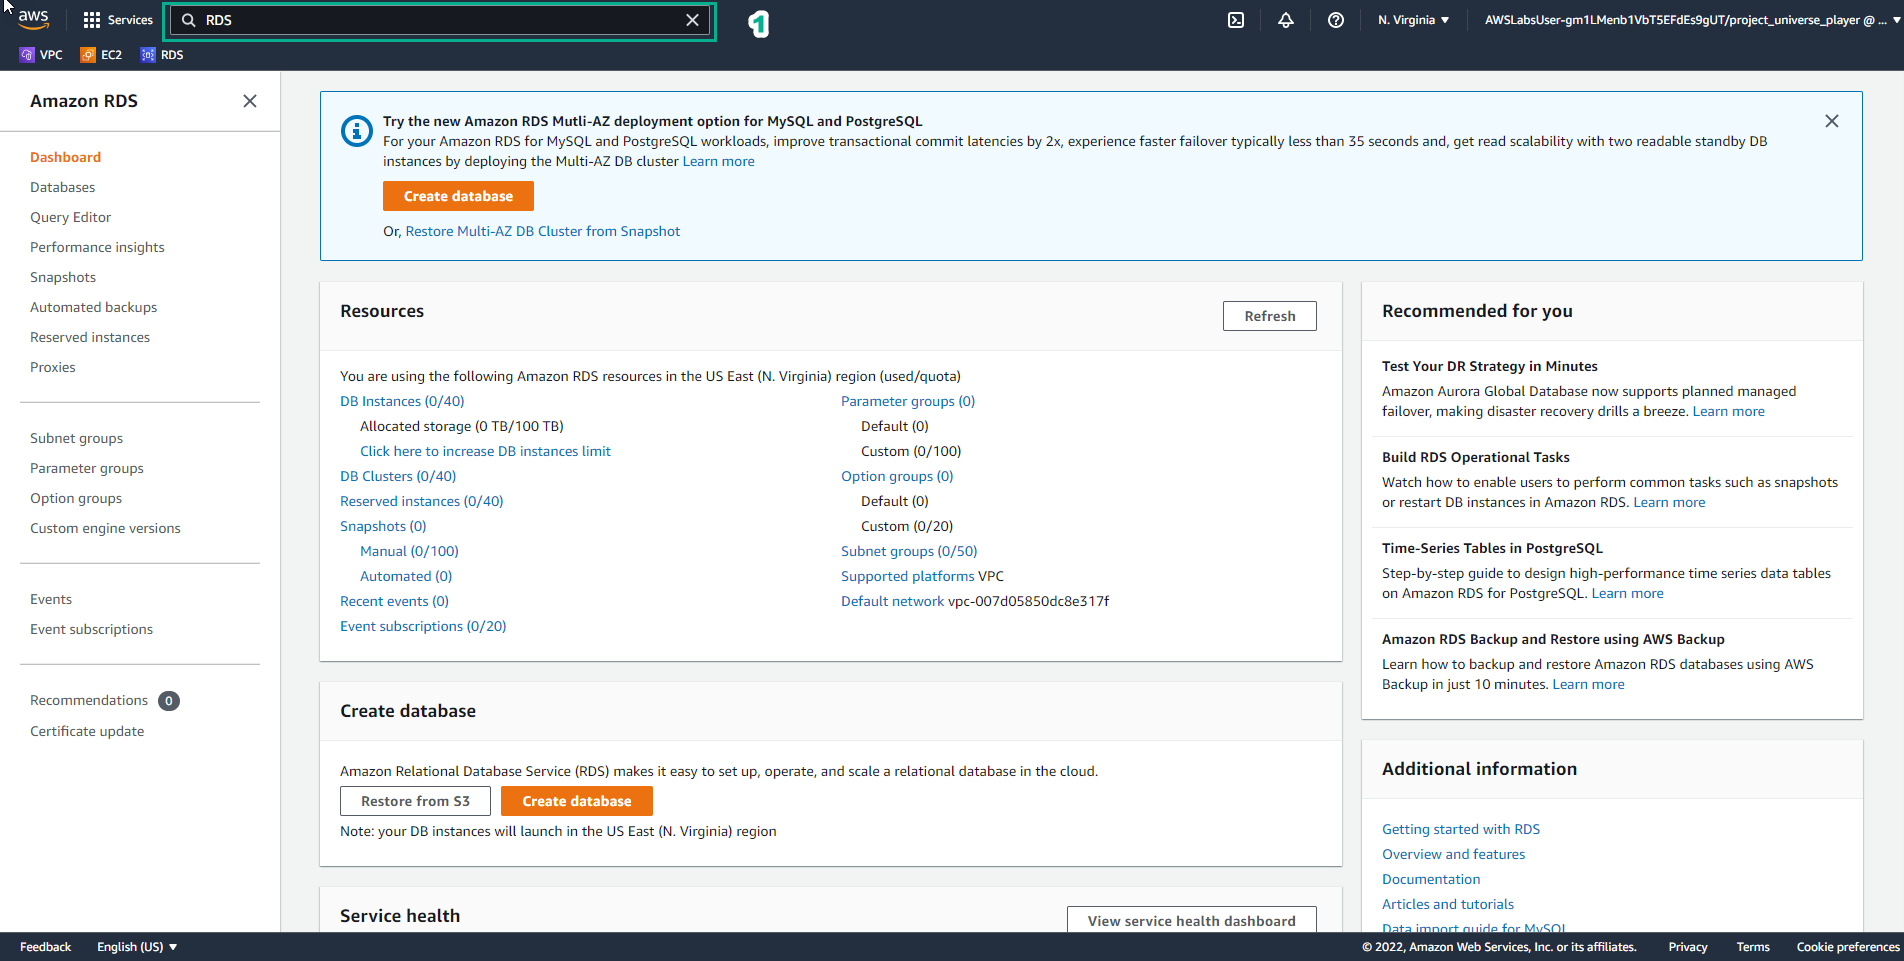 aws
Services
RDS
1
N. Virginia ▼
AWSLabsUser-gm1LMenb1VbT5EFdEs9gUT/project_universe_player @ ... ▼
VPC
EC2
RDS
Amazon RDS
Dashboard
Databases
Query Editor
Performance insights
Snapshots
Automated backups
Reserved instances
Proxies
Subnet groups
Parameter groups
Option groups
Custom engine versions
Events
Event subscriptions
Recommendations 0
Certificate update
Try the new Amazon RDS Mutli-AZ deployment option for MySQL and PostgreSQL
For your Amazon RDS for MySQL and PostgreSQL workloads, improve transactional commit latencies by 2x, experience faster failover typically less than 35 seconds and, get read scalability with two readable standby DB
instances by deploying the Multi-AZ DB cluster Learn more
Create database
Or, Restore Multi-AZ DB Cluster from Snapshot
Resources
Refresh
You are using the following Amazon RDS resources in the US East (N. Virginia) region (used/quota)
DB Instances (0/40)
Allocated storage (0 TB/100 TB)
Click here to increase DB instances limit
DB Clusters (0/40)
Reserved instances (0/40)
Snapshots (0)
Manual (0/100)
Automated (0)
Recent events (0)
Event subscriptions (0/20)
Parameter groups (0)
Default (0)
Custom (0/100)
Option groups (0)
Default (0)
Custom (0/20)
Subnet groups (0/50)
Supported platforms VPC
Default network vpc-007d05850dc8e317f
Create database
Amazon Relational Database Service (RDS) makes it easy to set up, operate, and scale a relational database in the cloud.
Restore from S3
Create database
Note: your DB instances will launch in the US East (N. Virginia) region
Service health
View service health dashboard
Recommended for you
Test Your DR Strategy in Minutes
Amazon Aurora Global Database now supports planned managed
failover, making disaster recovery drills a breeze. Learn more
Build RDS Operational Tasks
Watch how to enable users to perform common tasks such as snapshots
or restart DB instances in Amazon RDS. Learn more
Time-Series Tables in PostgreSQL
Step-by-step guide to design high-performance time series data tables
on Amazon RDS for PostgreSQL. Learn more
Amazon RDS Backup and Restore using AWS Backup
Learn how to backup and restore Amazon RDS databases using AWS
Backup in just 10 minutes. Learn more
Additional information
Getting started with RDS
Overview and features
Documentation
Articles and tutorials
Data import guide for MySQL
Feedback
English (US) ▼
© 2022, Amazon Web Services, Inc. or its affiliates.
Privacy
Terms
Cookie preferences